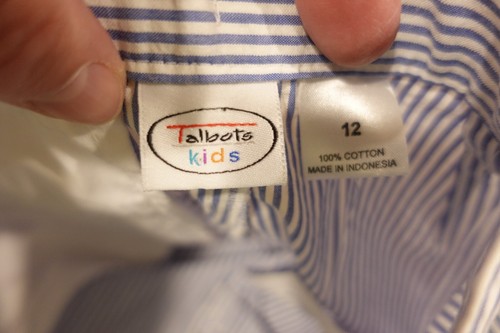 Talbots
kids
12
100% COTTON
MADE IN INDONESIA